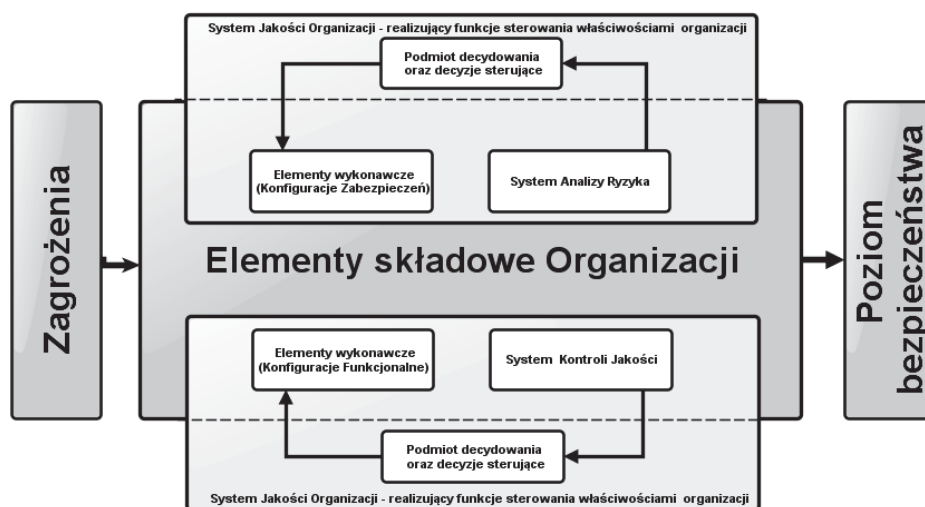 System Jakości Organizacji - realizujący funkcje sterowania właściwościami organizacji
Podmiot decydowania
oraz decyzje sterujące
Elementy wykonawcze
(Konfiguracje Zabezpieczeń)
System Analizy Ryzyka
Zagrożenia
Elementy składowe Organizacji
Poziom
bezpieczeństwa
Elementy wykonawcze
(Konfiguracje Funkcjonalne)
System Kontroli Jakości
Podmiot decydowania
oraz decyzje sterujące
System Jakości Organizacji - realizujący funkcje sterowania właściwościami organizacji